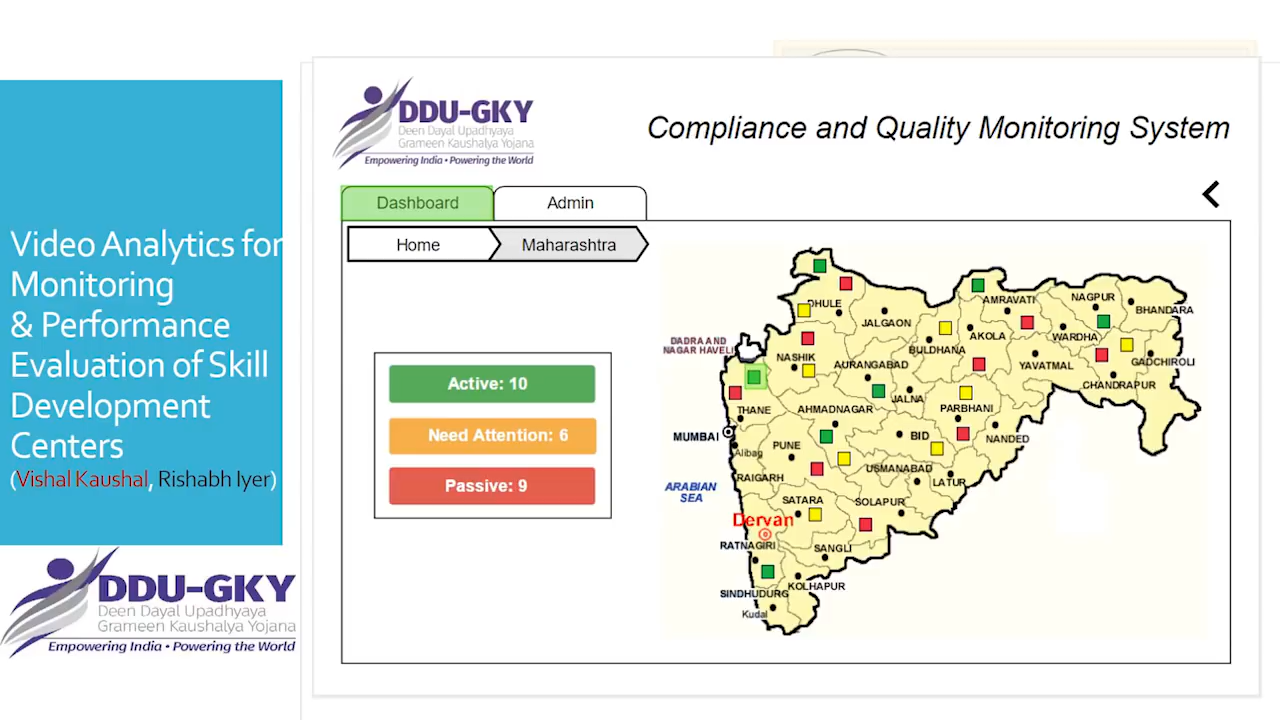 Video Analytics for
Monitoring
& Performance
Evaluation of Skill
Development
Centers
(Vishal Kaushal, Rishabh Iyer)
DDU-GKY
Deen Dayal Upadhyaya
Grameen Kaushalya Yojana
Empowering India • Powering the World
DDU-GKY
Deen Dayal Upadhyaya
Grameen Kaushalya Yojana
Empowering India • Powering the World
Compliance and Quality Monitoring System
Dashboard
Admin
Home
Maharashtra
Active: 10
Need Attention: 6
Passive: 9
DHULE
JALGAON
AMRAVATI
NAGPUR
BHANDARA
DADRA AND
NAGAR HAVELI
NASHIK
AURANGABAD
BULDHANA
AKOLA
WARDHA
YAVATMAL
GADCHIROLI
CHANDRAPUR
THANE
AHMADNAGAR
JALNA
PARBHANI
MUMBAI
Alibag
PUNE
BID
NANDED
RAIGARH
USMANABAD
LATUR
ARABIAN
SEA
SATARA
SOLAPUR
Dervan
RATNAGIRI
SANGLI
SINDHUDURG
KOLHAPUR
Kudal